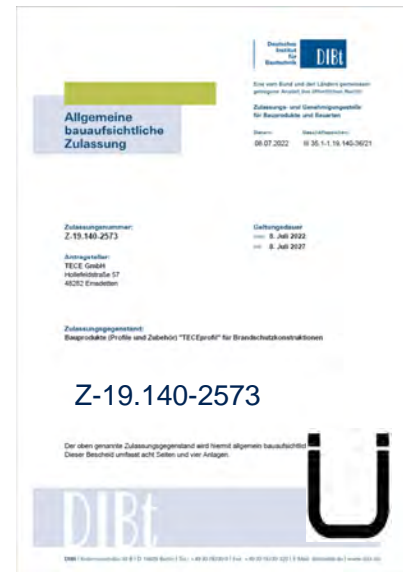 Deutsches
Institut
für
Bautechnik
DIBt
Eine vom Bund und den Ländern gemeinsam
getragene Anstalt des öffentlichen Rechts
Zulassungs- und Genehmigungsstelle
für Bauprodukte und Bauarten
Allgemeine
bauaufsichtliche
Zulassung
Datum: Geschäftszeichen:
08.07.2022 III 35.1-1.19.140-36/21
Zulassungsnummer:
Z-19.140-2573
Geltungsdauer
vom: 8. Juli 2022
bis: 8. Juli 2027
Antragsteller:
TECE GmbH
Hollefeldstraße 57
48282 Emsdetten
Zulassungsgegenstand:
Bauprodukte (Profile und Zubehör) "TECEprofil" für Brandschutzkonstruktionen
Z-19.140-2573
Der oben genannte Zulassungsgegenstand wird hiermit allgemein bauaufsichtlich
Dieser Bescheid umfasst acht Seiten und vier Anlagen.
Ü
DIBt